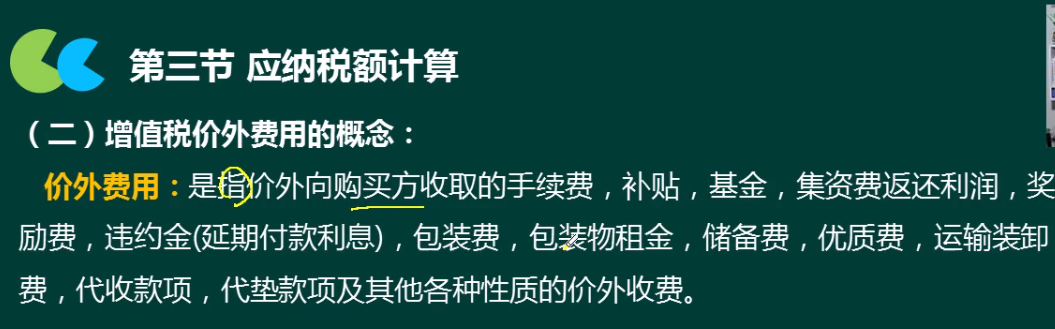 第三节 应纳税额计算
（二）增值税价外费用的概念：
价外费用：是指价外向购买方收取的手续费，补贴，基金，集资费返还利润，奖
励费，违约金(延期付款利息)，包装费，包装物租金，储备费，优质费，运输装卸
费，代收款项，代垫款项及其他各种性质的价外收费。